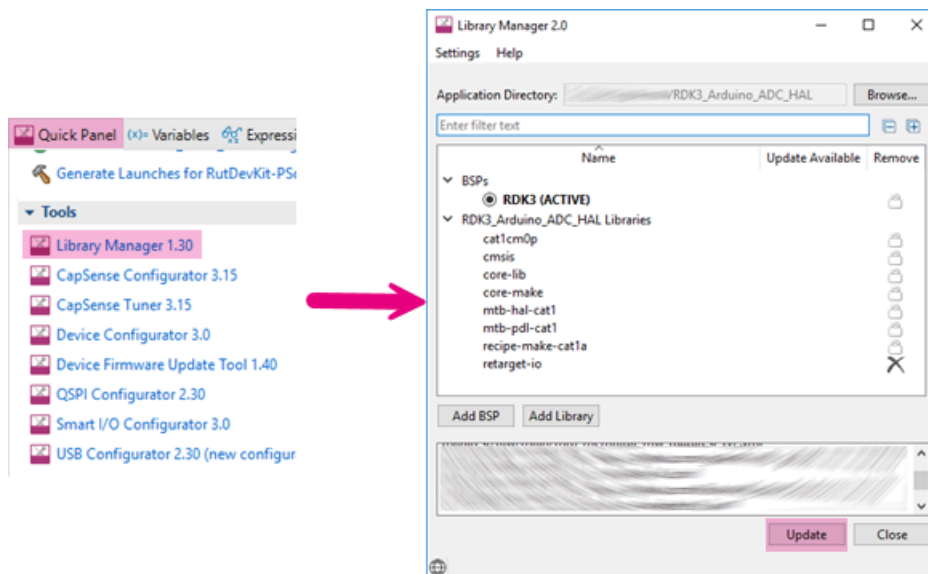 Quick Panel (x)= Variables Expressi
Generate Launches for RutDevKit-PSo
Tools
Library Manager 1.30
CapSense Configurator 3.15
CapSense Tuner 3.15
Device Configurator 3.0
Device Firmware Update Tool 1.40
QSPI Configurator 2.30
Smart I/O Configurator 3.0
USB Configurator 2.30 (new configur
Library Manager 2.0
Settings Help
Application Directory: /RDK3_Arduino_ADC_HAL Browse...
Enter filter text
Name Update Available Remove
BSPs
RDK3 (ACTIVE)
RDK3_Arduino_ADC_HAL Libraries
cat1cm0p
cmsis
core-lib
core-make
mtb-hal-cat1
mtb-pdl-cat1
recipe-make-cat1a
retarget-io
Add BSP Add Library
Update Close